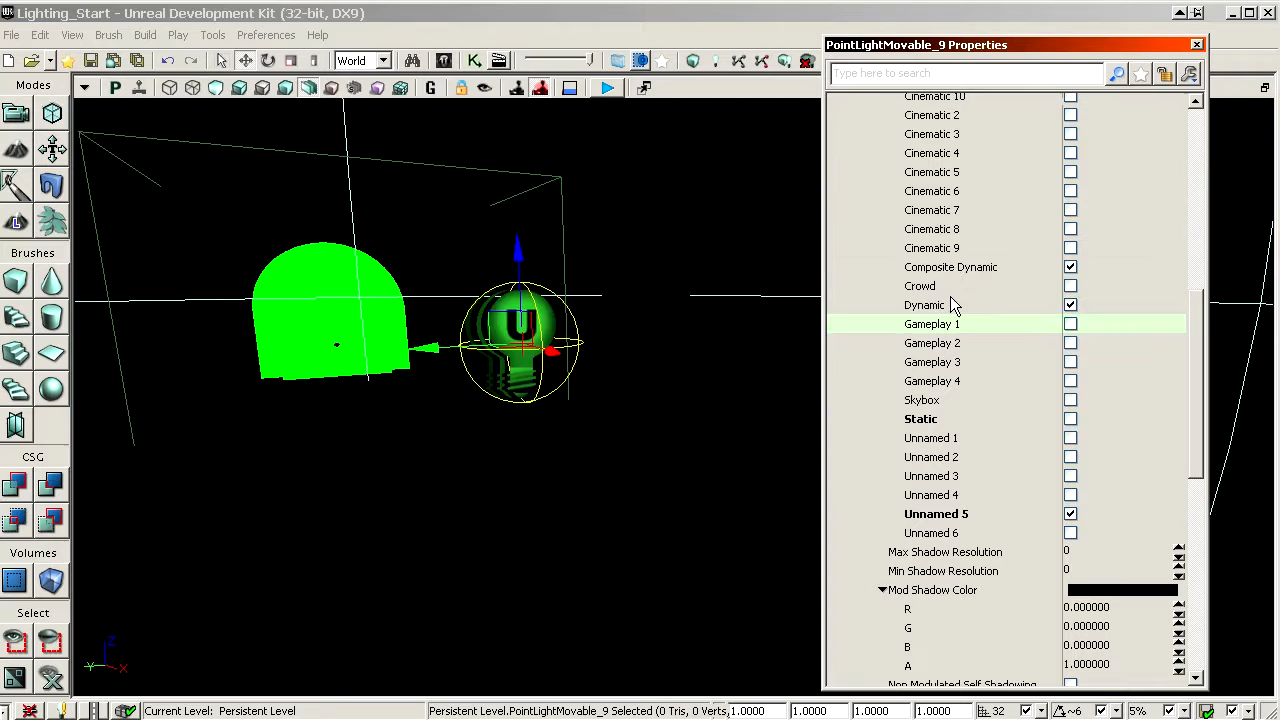 Lighting_Start - Unreal Development Kit (32-bit, DX9)
File Edit View Brush Build Play Tools Preferences Help
World
Modes
Brushes
CSG
Volumes
Select
P
G
U
Z
Y
X
PointLightMovable_9 Properties
Type here to search
Cinematic 10
Cinematic 2
Cinematic 3
Cinematic 4
Cinematic 5
Cinematic 6
Cinematic 7
Cinematic 8
Cinematic 9
Composite Dynamic
Crowd
Dynamic
Gameplay 1
Gameplay 2
Gameplay 3
Gameplay 4
Skybox
Static
Unnamed 1
Unnamed 2
Unnamed 3
Unnamed 4
Unnamed 5
Unnamed 6
Max Shadow Resolution 0
Min Shadow Resolution 0
Mod Shadow Color
R 0.000000
G 0.000000
B 0.000000
A 1.000000
Non Modulated Self Shadowing
Current Level: Persistent Level
Persistent Level.PointLightMovable_9 Selected (0 Tris, 0 Verts, 1.0000 1.0000 1.0000 1.0000 32 ~6 5%